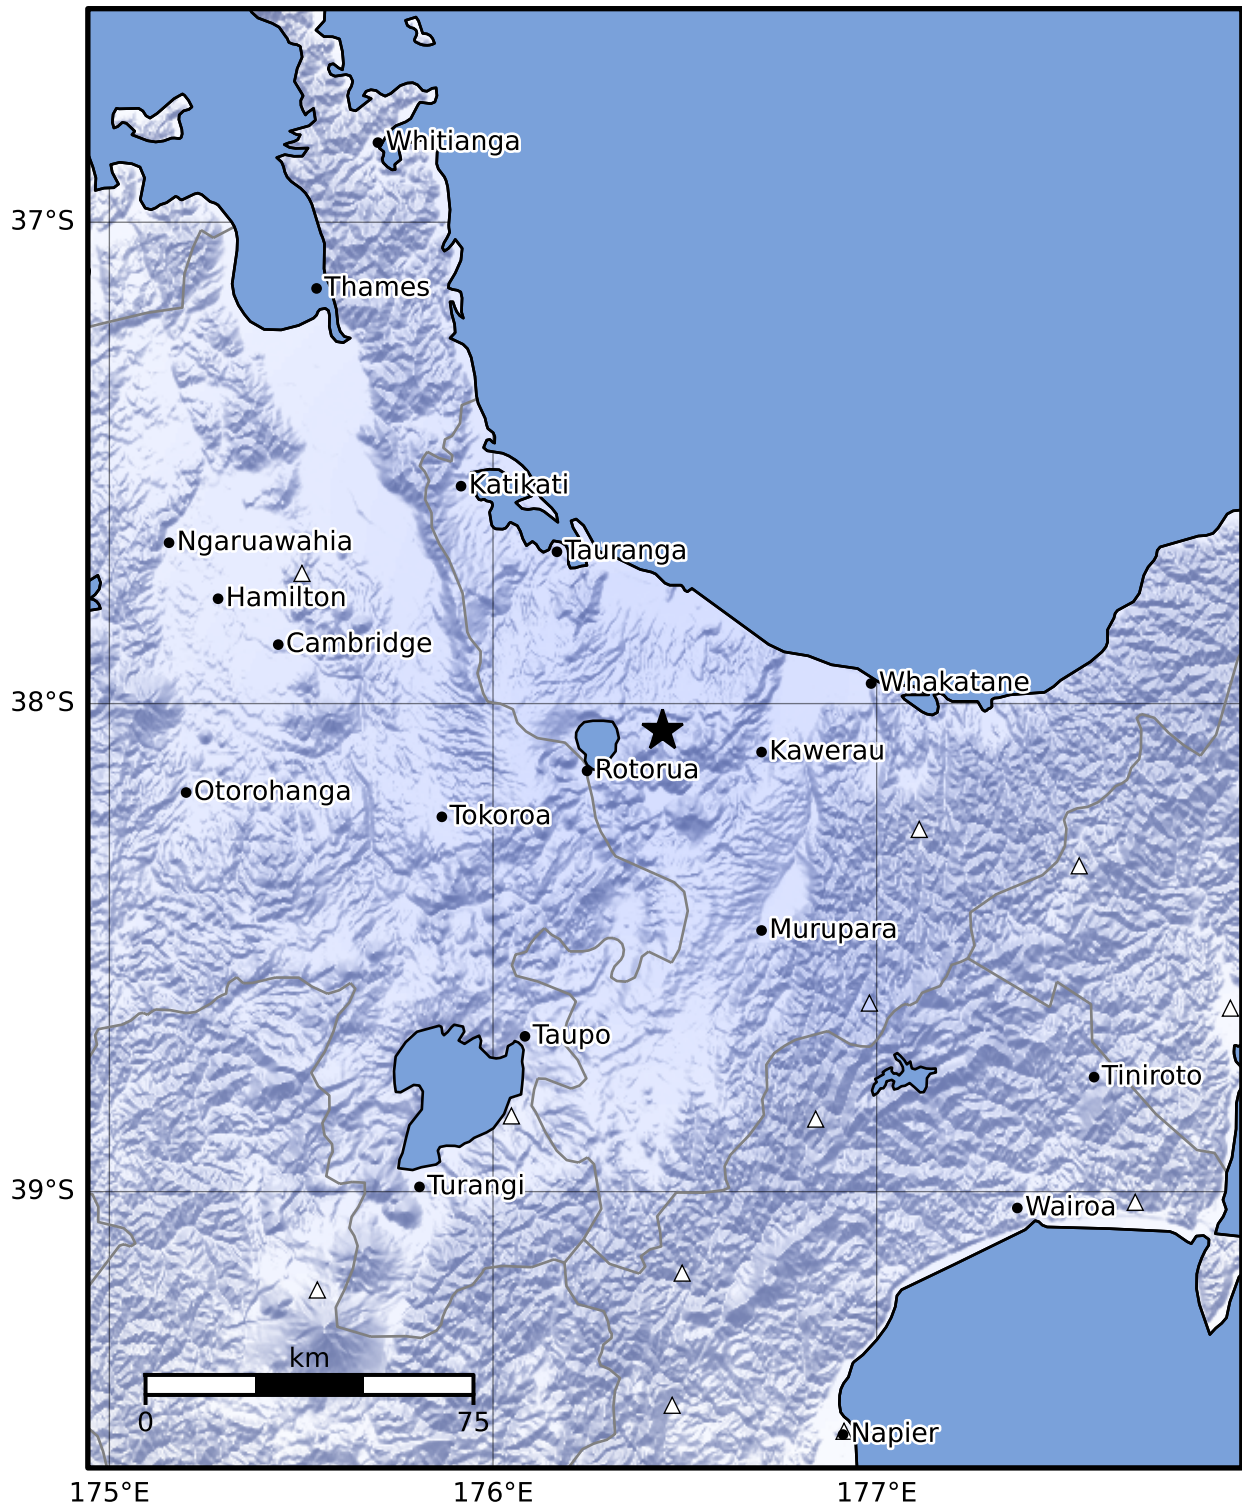 Whitianga
37°S
Thames
Katikati
Ngaruawahia
Tauranga
Hamilton
Cambridge
Whakatane
38°S
Kawerau
Rotorua
Otorohanga
Tokoroa
Murupara
Taupo
Tiniroto
39°S
Turangi
Wairoa
km
0
75
Napier
175°E
176°E
177°E